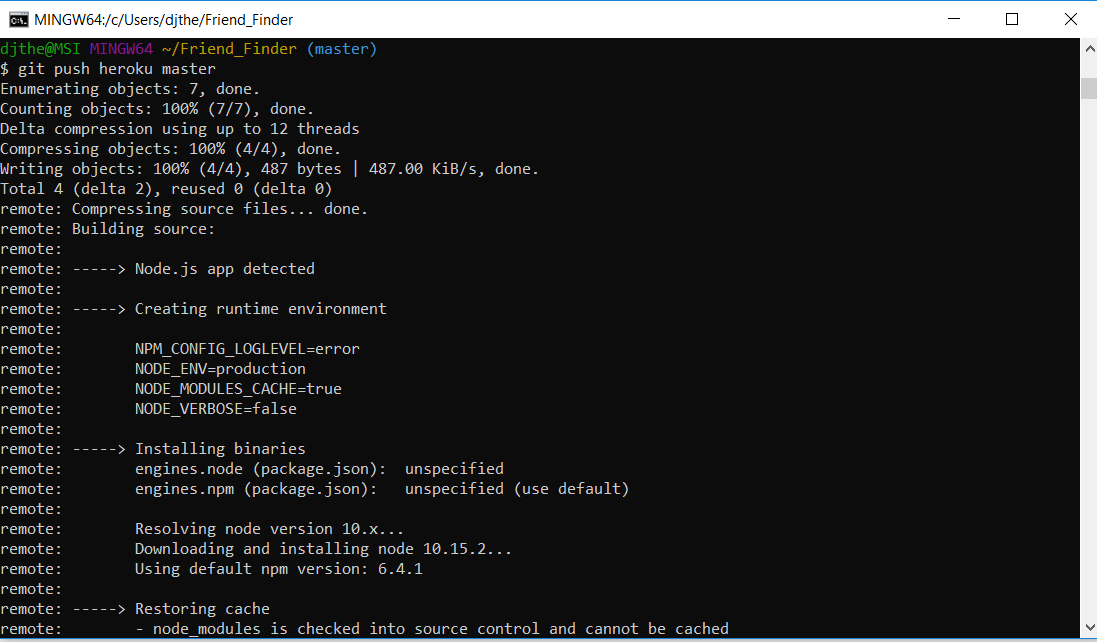 MINGW64:/c/Users/djthe/Friend_Finder
djthe@MSI MINGW64 ~/Friend_Finder (master)
$ git push heroku master
Enumerating objects: 7, done.
Counting objects: 100% (7/7), done.
Delta compression using up to 12 threads
Compressing objects: 100% (4/4), done.
Writing objects: 100% (4/4), 487 bytes | 487.00 KiB/s, done.
Total 4 (delta 2), reused 0 (delta 0)
remote: Compressing source files... done.
remote: Building source:
remote:
remote: -----> Node.js app detected
remote:
remote: -----> Creating runtime environment
remote:
remote:        NPM_CONFIG_LOGLEVEL=error
remote:        NODE_ENV=production
remote:        NODE_MODULES_CACHE=true
remote:        NODE_VERBOSE=false
remote:
remote: -----> Installing binaries
remote:        engines.node (package.json):  unspecified
remote:        engines.npm (package.json):   unspecified (use default)
remote:
remote:        Resolving node version 10.x...
remote:        Downloading and installing node 10.15.2...
remote:        Using default npm version: 6.4.1
remote:
remote: -----> Restoring cache
remote:        - node_modules is checked into source control and cannot be cached